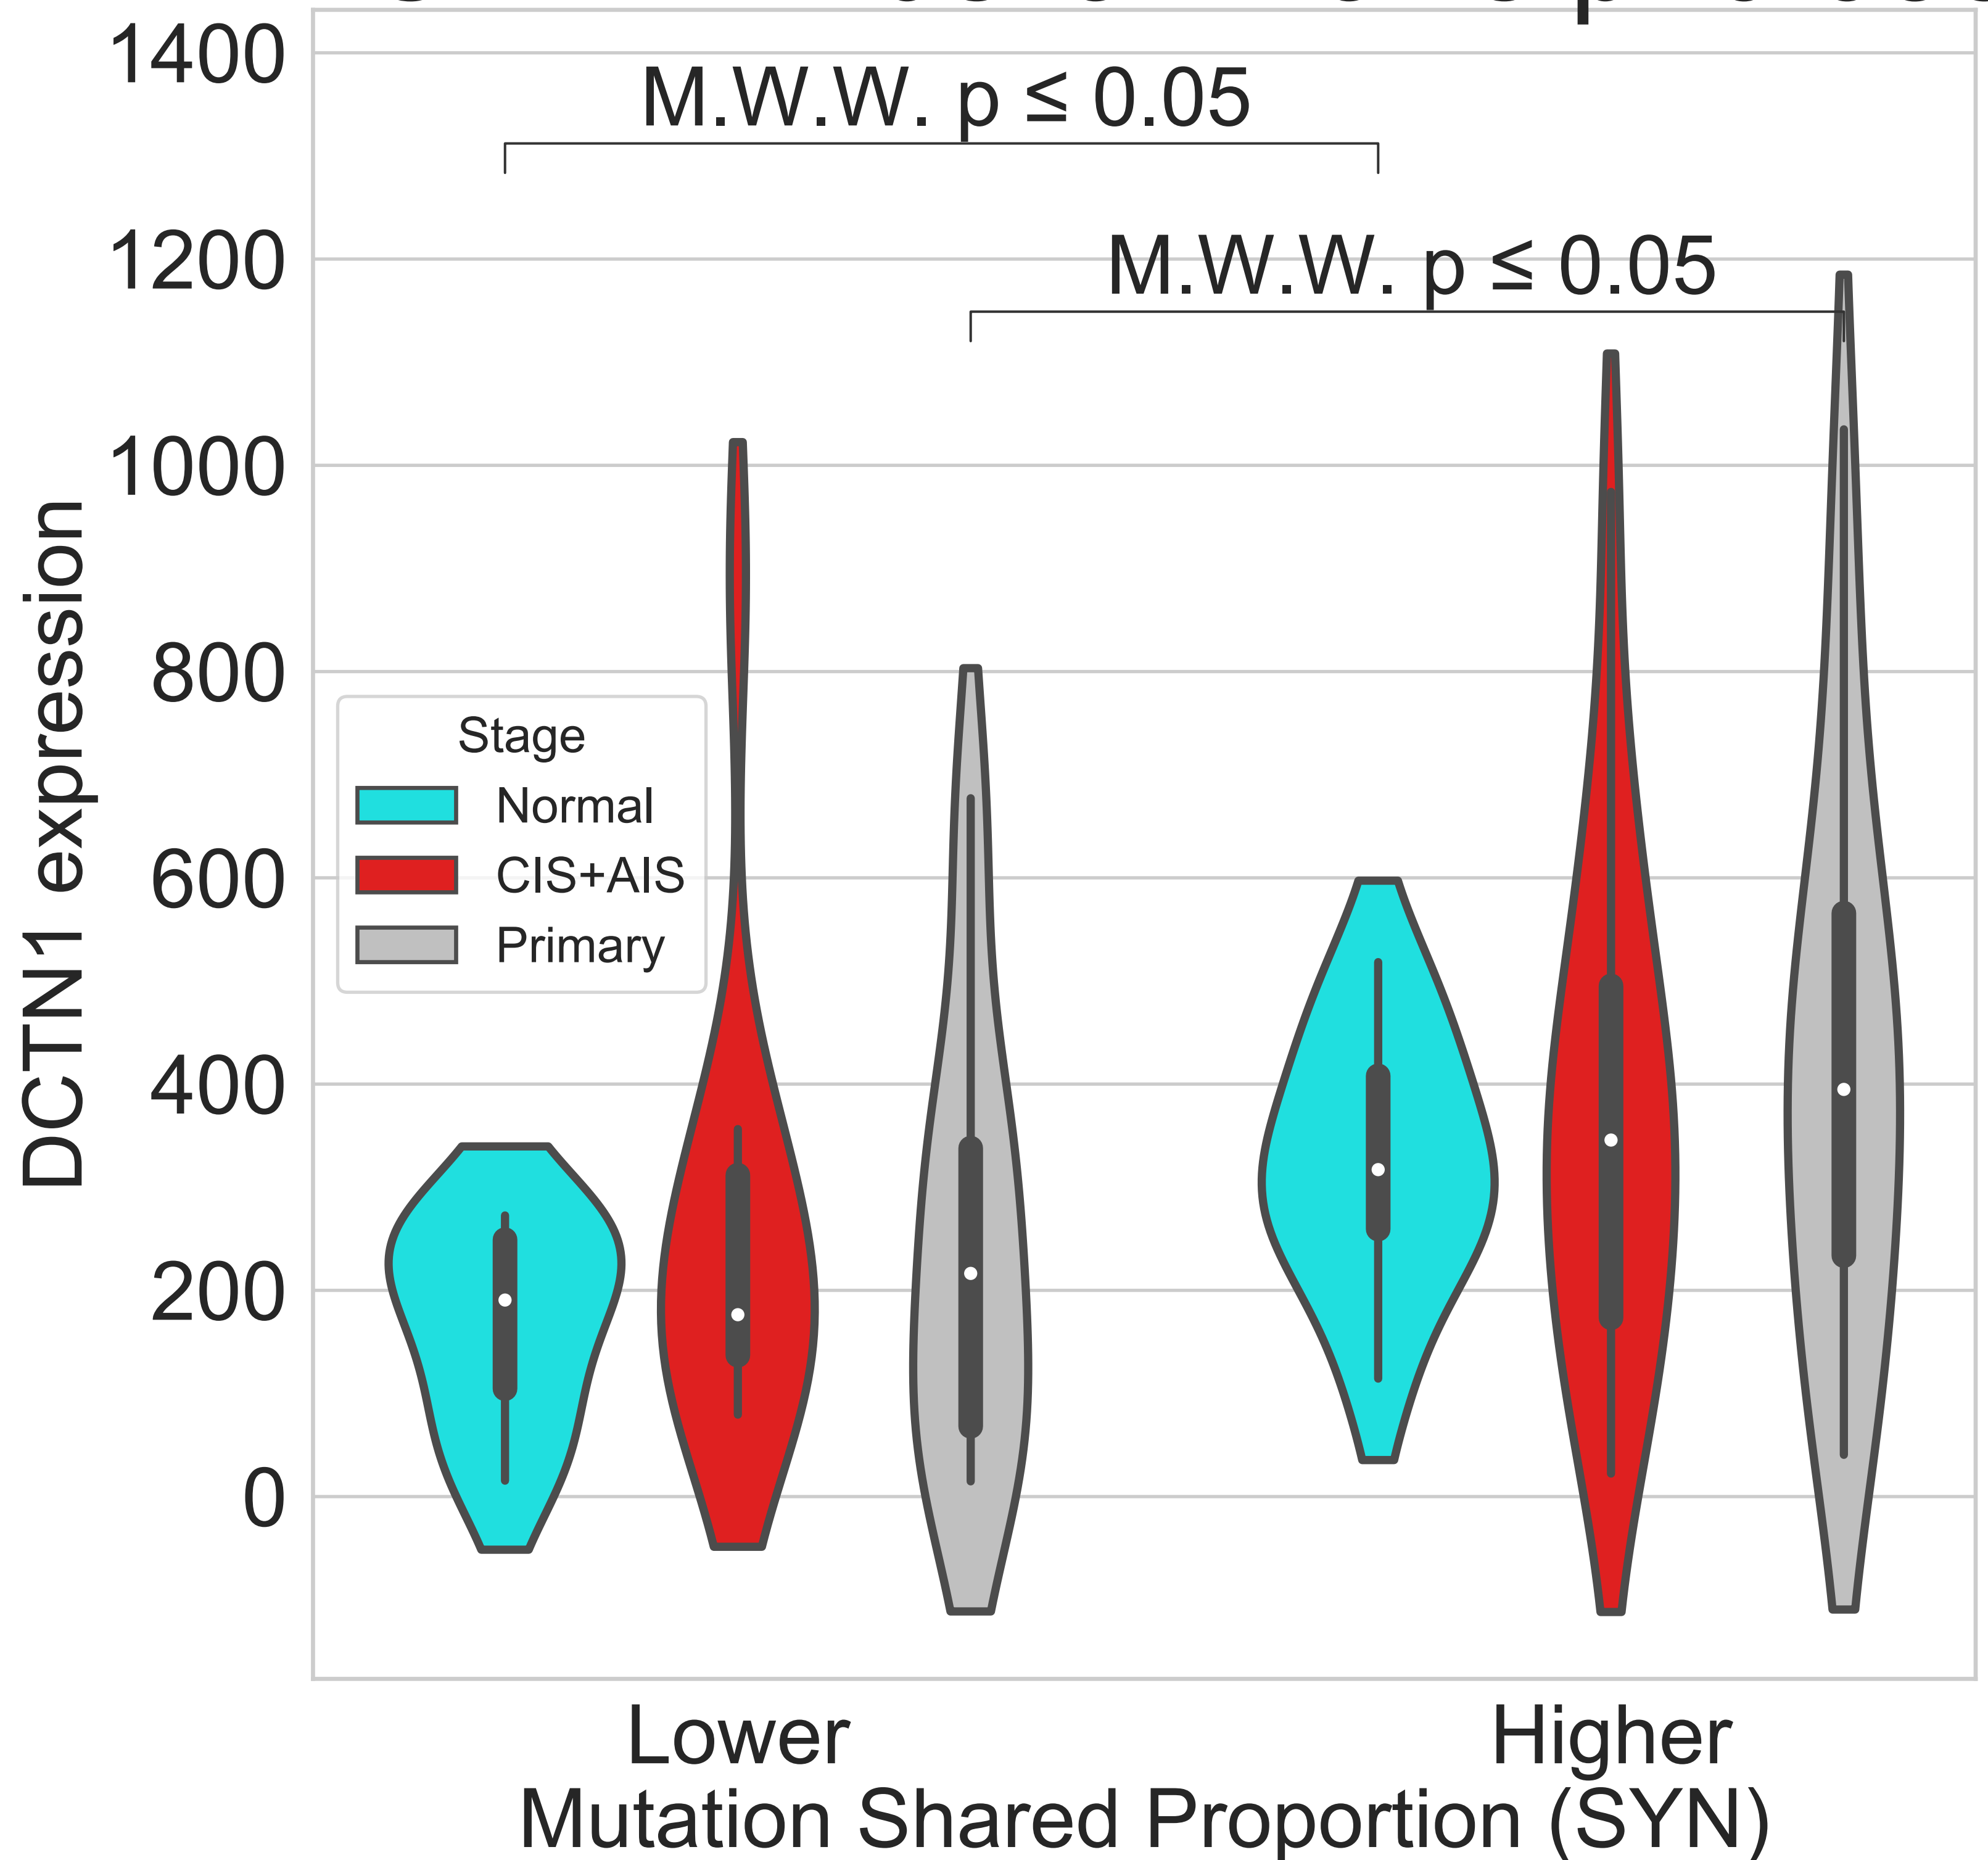 1400
M.W.W. p ≤ 0.05
1200
M.W.W. p ≤ 0.05
1000
800
600
400
200
0
DCTN1 expression
Stage
Normal
CIS+AIS
Primary
Lower
Higher
Mutation Shared Proportion (SYN)